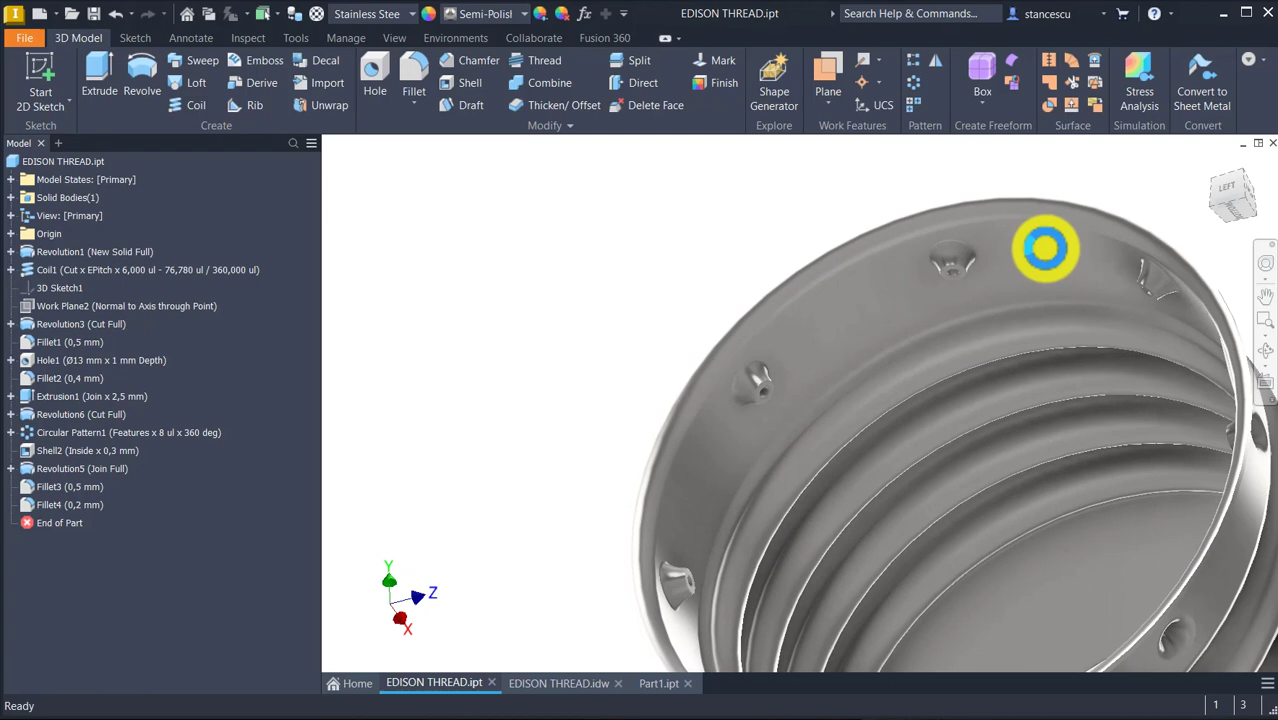 Stainless Stee
Semi-Polisl
fx
EDISON THREAD.ipt
Search Help & Commands...
stancescu
File
3D Model
Sketch
Annotate
Inspect
Tools
Manage
View
Environments
Collaborate
Fusion 360
Start
2D Sketch
Sketch
Extrude
Revolve
Sweep
Loft
Coil
Emboss
Derive
Rib
Decal
Import
Unwrap
Create
Hole
Fillet
Chamfer
Shell
Draft
Thread
Combine
Thicken/ Offset
Split
Direct
Delete Face
Mark
Finish
Modify
Shape
Generator
Explore
Plane
UCS
Work Features
Pattern
Box
Create Freeform
Surface
Stress
Analysis
Simulation
Convert to
Sheet Metal
Convert
Model
EDISON THREAD.ipt
Model States: [Primary]
Solid Bodies(1)
View: [Primary]
Origin
Revolution1 (New Solid Full)
Coil1 (Cut x EPitch x 6,000 ul - 76,780 ul / 360,000 ul)
3D Sketch1
Work Plane2 (Normal to Axis through Point)
Revolution3 (Cut Full)
Fillet1 (0,5 mm)
Hole1 (Ø13 mm x 1 mm Depth)
Fillet2 (0,4 mm)
Extrusion1 (Join x 2,5 mm)
Revolution6 (Cut Full)
Circular Pattern1 (Features x 8 ul x 360 deg)
Shell2 (Inside x 0,3 mm)
Revolution5 (Join Full)
Fillet3 (0,5 mm)
Fillet4 (0,2 mm)
End of Part
LEFT
Y
Z
X
Home
EDISON THREAD.ipt
EDISON THREAD.idw
Part1.ipt
Ready
1
3